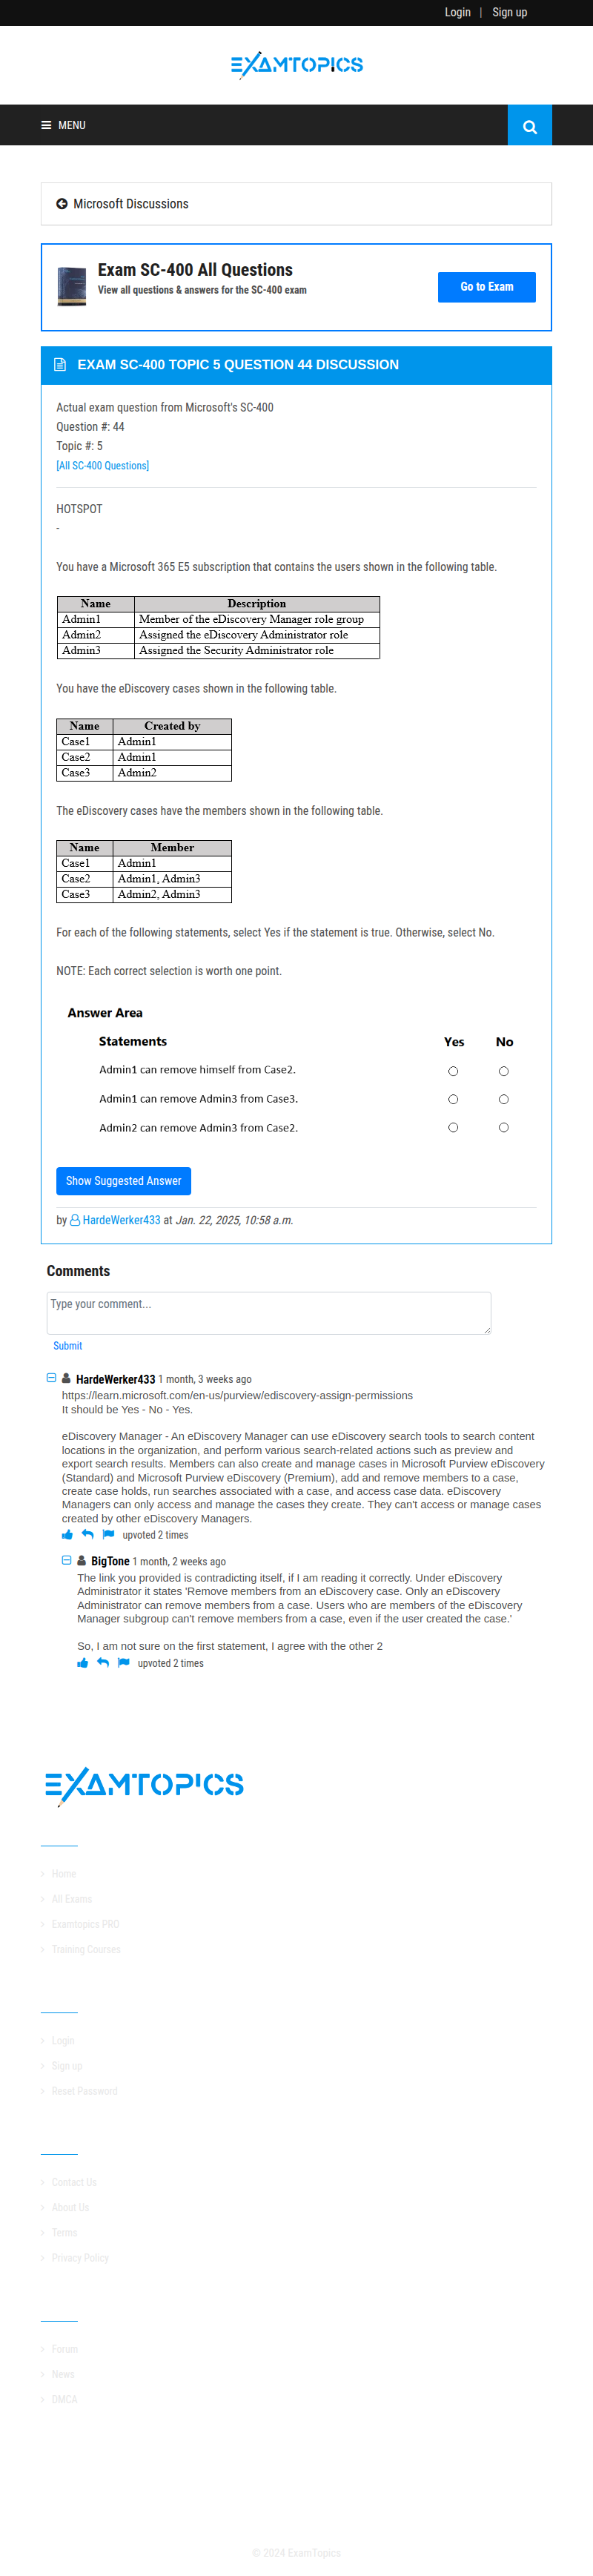 Login | Sign up
EXAMTOPICS
MENU
Microsoft Discussions
Exam SC-400 All Questions
View all questions & answers for the SC-400 exam
Go to Exam
EXAM SC-400 TOPIC 5 QUESTION 44 DISCUSSION
Actual exam question from Microsoft's SC-400
Question #: 44
Topic #: 5
[All SC-400 Questions]
HOTSPOT
-
You have a Microsoft 365 E5 subscription that contains the users shown in the following table.
Name Description
Admin1 Member of the eDiscovery Manager role group
Admin2 Assigned the eDiscovery Administrator role
Admin3 Assigned the Security Administrator role
You have the eDiscovery cases shown in the following table.
Name Created by
Case1 Admin1
Case2 Admin1
Case3 Admin2
The eDiscovery cases have the members shown in the following table.
Name Member
Case1 Admin1
Case2 Admin1, Admin3
Case3 Admin2, Admin3
For each of the following statements, select Yes if the statement is true. Otherwise, select No.
NOTE: Each correct selection is worth one point.
Answer Area
Statements Yes No
Admin1 can remove himself from Case2.
Admin1 can remove Admin3 from Case3.
Admin2 can remove Admin3 from Case2.
Show Suggested Answer
by HardeWerker433 at Jan. 22, 2025, 10:58 a.m.
Comments
Type your comment...
Submit
HardeWerker433 1 month, 3 weeks ago
https://learn.microsoft.com/en-us/purview/ediscovery-assign-permissions
It should be Yes - No - Yes.
eDiscovery Manager - An eDiscovery Manager can use eDiscovery search tools to search content
locations in the organization, and perform various search-related actions such as preview and
export search results. Members can also create and manage cases in Microsoft Purview eDiscovery
(Standard) and Microsoft Purview eDiscovery (Premium), add and remove members to a case,
create case holds, run searches associated with a case, and access case data. eDiscovery
Managers can only access and manage the cases they create. They can't access or manage cases
created by other eDiscovery Managers.
upvoted 2 times
BigTone 1 month, 2 weeks ago
The link you provided is contradicting itself, if I am reading it correctly. Under eDiscovery
Administrator it states 'Remove members from an eDiscovery case. Only an eDiscovery
Administrator can remove members from a case. Users who are members of the eDiscovery
Manager subgroup can't remove members from a case, even if the user created the case.'
So, I am not sure on the first statement, I agree with the other 2
upvoted 2 times
EXAMTOPICS
Home
All Exams
Examtopics PRO
Training Courses
Login
Sign up
Reset Password
Contact Us
About Us
Terms
Privacy Policy
Forum
News
DMCA
© 2024 ExamTopics